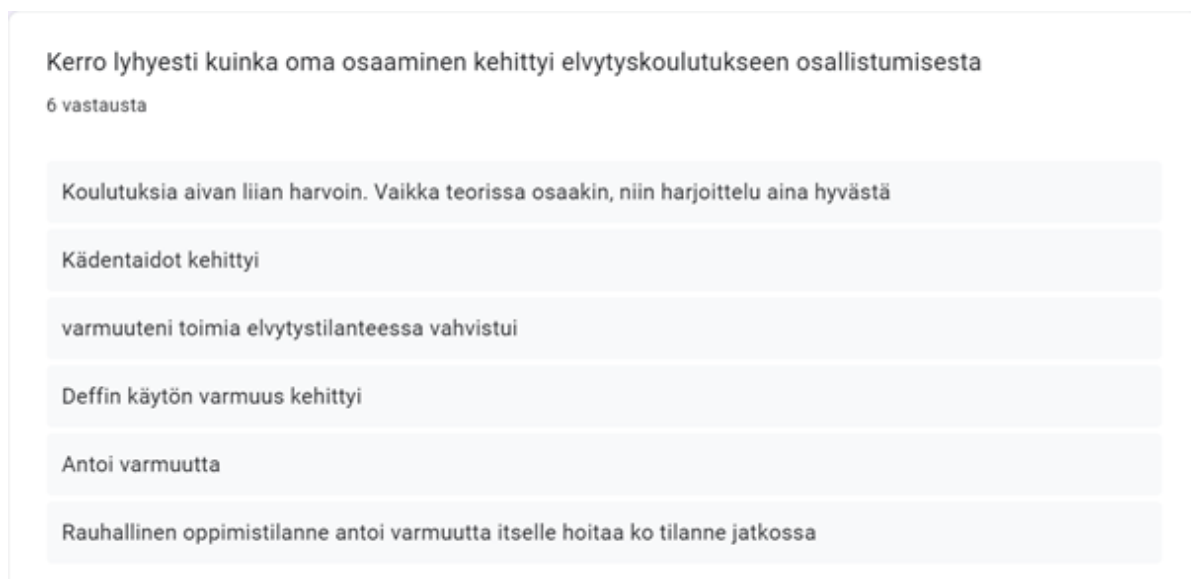 Kerro lyhyesti kuinka oma osaaminen kehittyi elvytyskoulutukseen osallistumisesta
6 vastausta
Koulutuksia aivan liian harvoin. Vaikka teorissa osaakin, niin harjoittelu aina hyvästä
Kädentaidot kehittyi
varmuuteni toimia elvytystilanteessa vahvistui
Deffin käytön varmuus kehittyi
Antoi varmuutta
Rauhallinen oppimistilanne antoi varmuutta itselle hoitaa ko tilanne jatkossa